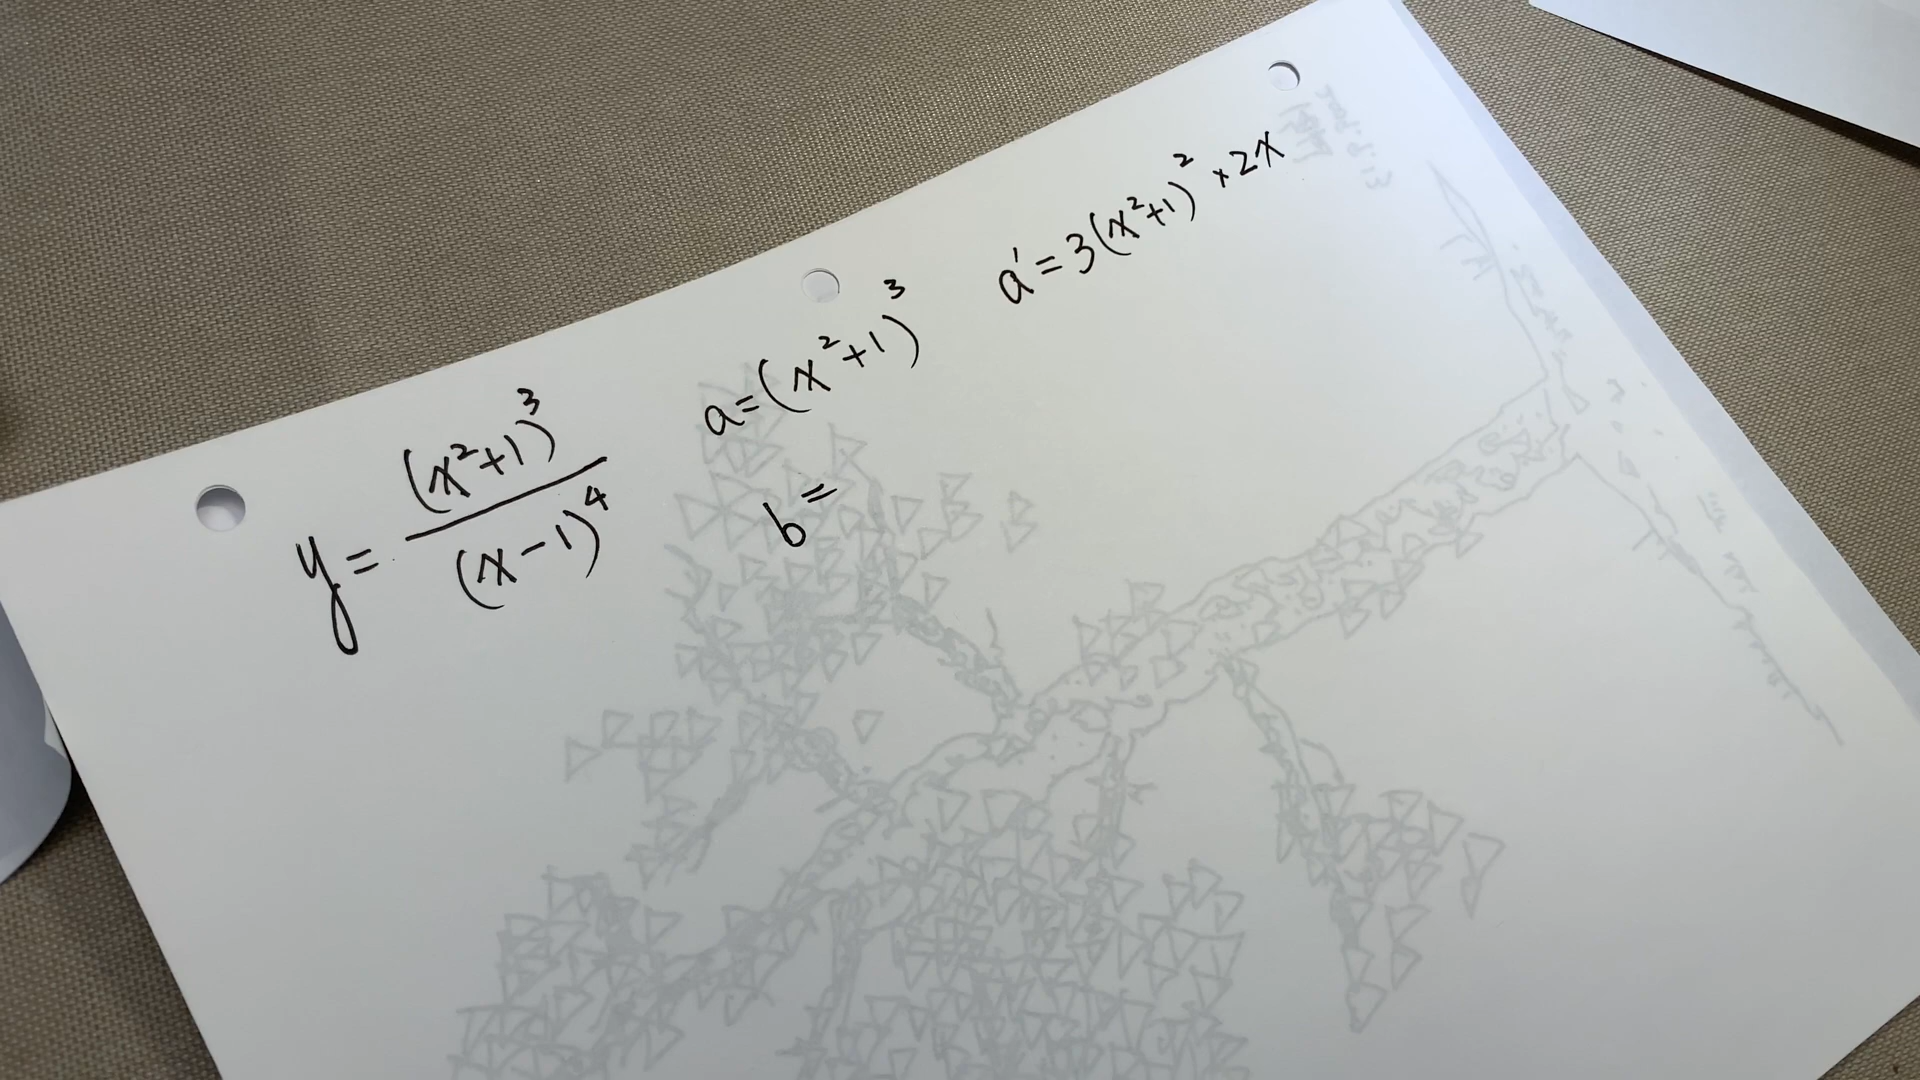 y = (x²+1)³ / (x-1)⁴
a = (x²+1)³
a' = 3(x²+1)² × 2x
b =